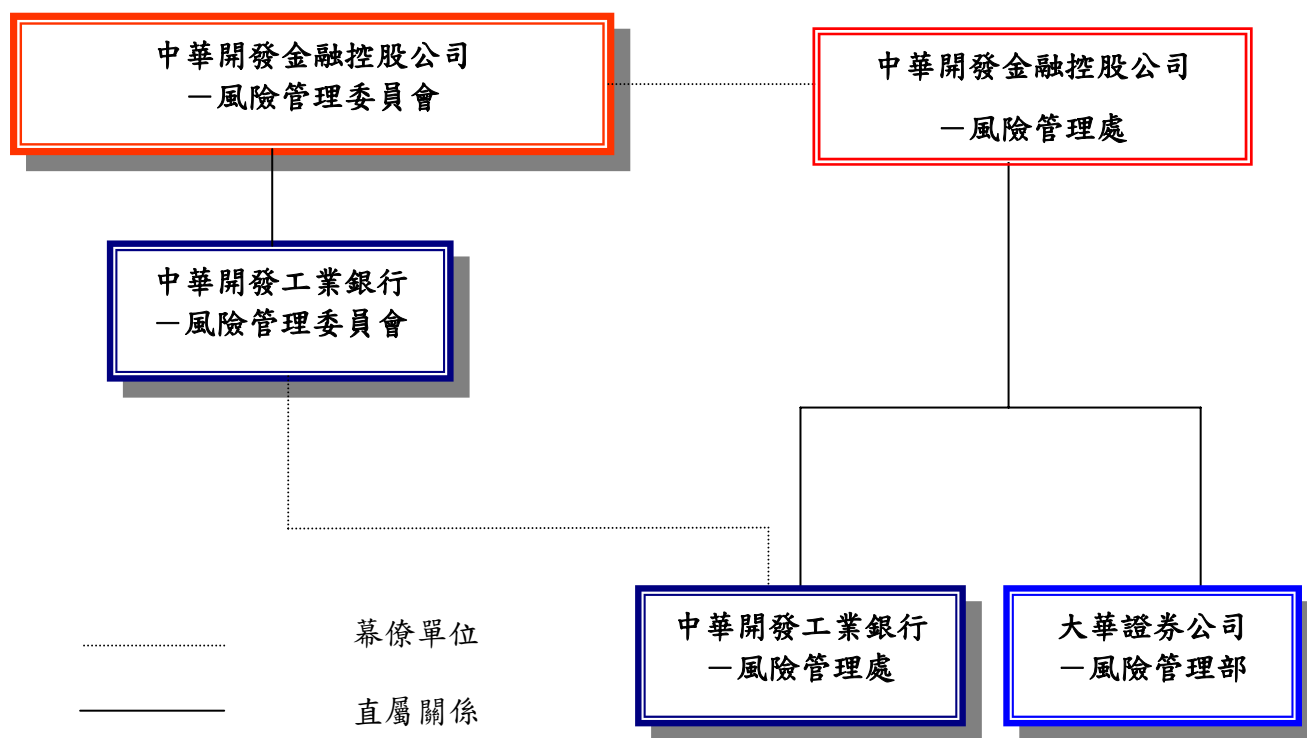 中華開發金融控股公司
－風險管理委員會
中華開發金融控股公司
－風險管理處
中華開發工業銀行
－風險管理委員會
中華開發工業銀行
－風險管理處
大華證券公司
－風險管理部
幕僚單位
直屬關係